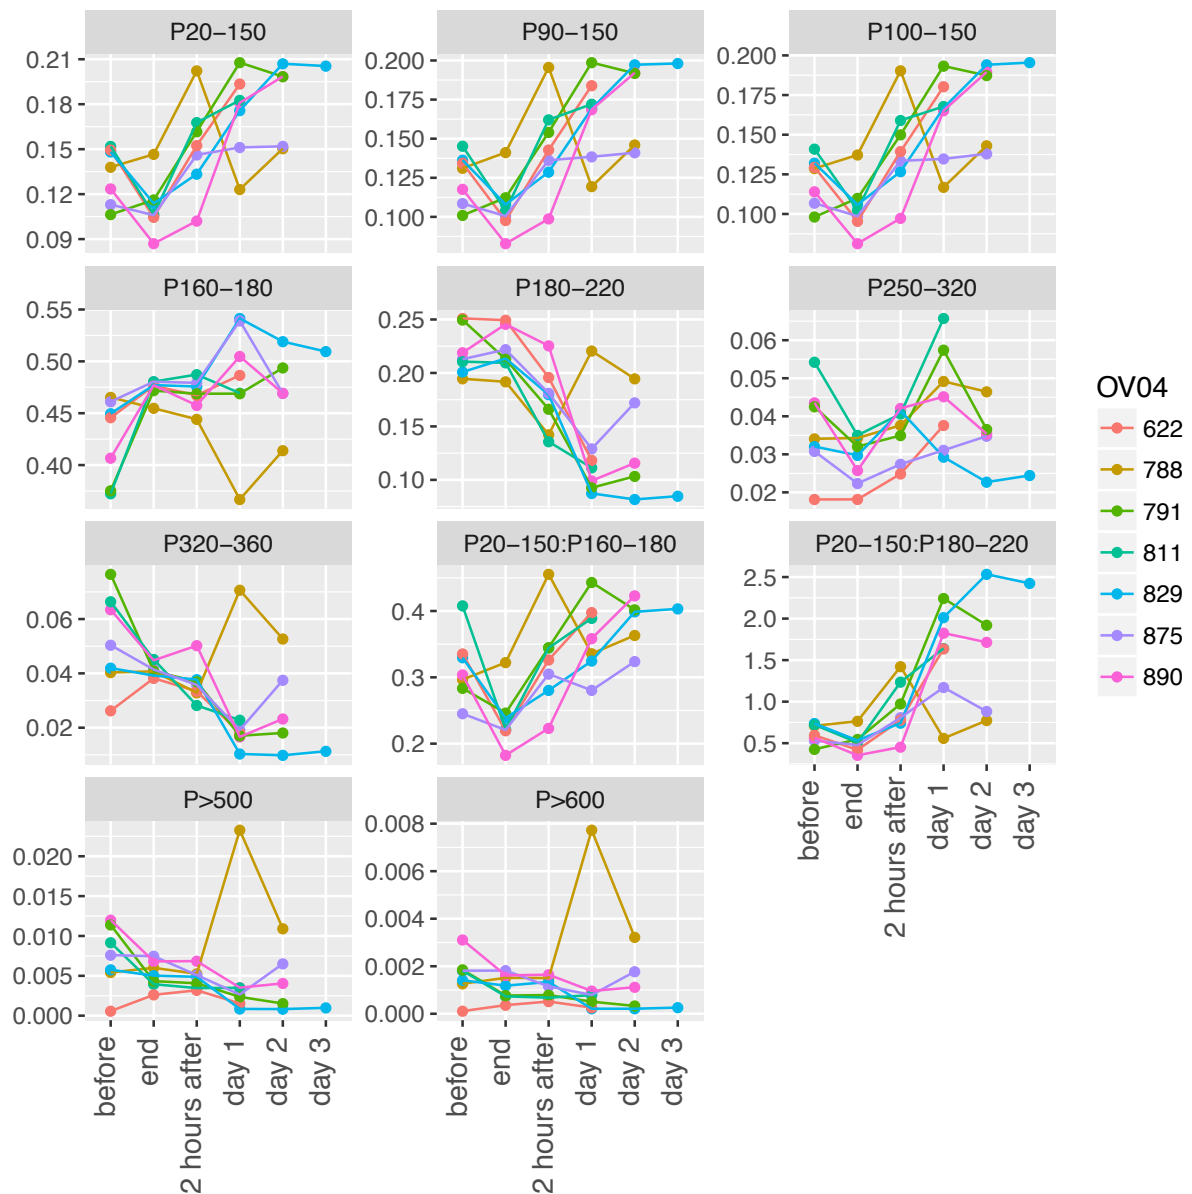 P20−150
P90−150
P100−150
0.21
0.18
0.15
0.12
0.09
0.200
0.175
0.150
0.125
0.100
0.200
0.175
0.150
0.125
0.100
P160−180
P180−220
P250−320
0.55
0.50
0.45
0.40
0.25
0.20
0.15
0.10
0.06
0.05
0.04
0.03
0.02
OV04
622
788
791
811
829
875
890
P320−360
P20−150:P160−180
P20−150:P180−220
0.06
0.04
0.02
0.4
0.3
0.2
2.5
2.0
1.5
1.0
0.5
before
end
2 hours after
day 1
day 2
day 3
P>500
P>600
0.020
0.015
0.010
0.005
0.000
0.008
0.006
0.004
0.002
0.000
before
end
2 hours after
day 1
day 2
day 3
before
end
2 hours after
day 1
day 2
day 3